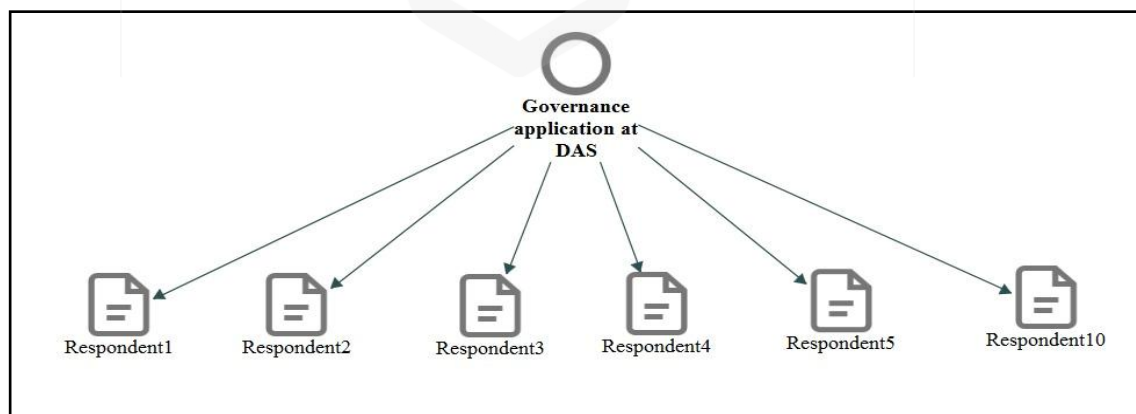 Governance
application at
DAS
Respondent1
Respondent2
Respondent3
Respondent4
Respondent5
Respondent10